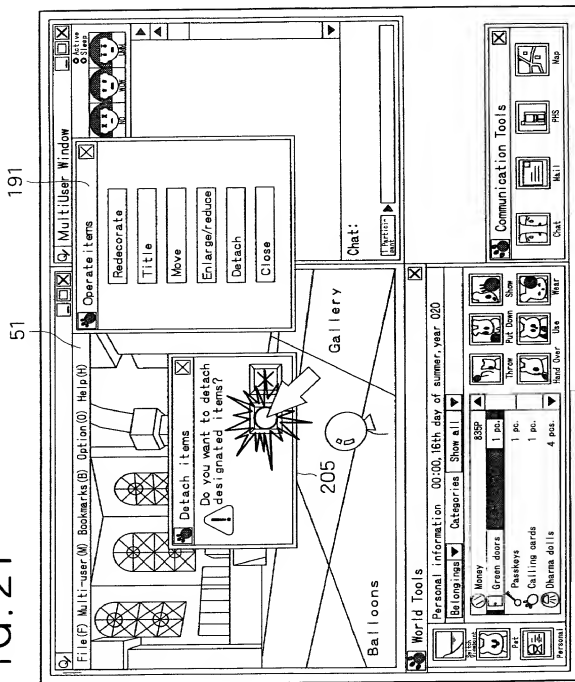 191
51
File(F) Multi-user(M) Bookmarks(B) Option(O) Help(H)
MultiUser Window
Active
Sleep
NO
WOW
Operate items
Redecorate
Title
Move
Enlarge/reduce
Detach
Close
Detach items
Do you want to detach
designated items?
205
Balloons
Gallery
Chat:
World Tools
Personal information 00:00,16th day of summer,year 020
Belongings
Categories
Show all
Pet
Personal
Money 835P
Green doors 1 pc.
Passkeys 1 pc.
Calling cards 1 pc.
Dharma dolls 4 pcs.
Throw
Put Down
Show
Hand Over
Use
Wear
Communication Tools
Chat
Mail
PHS
Map